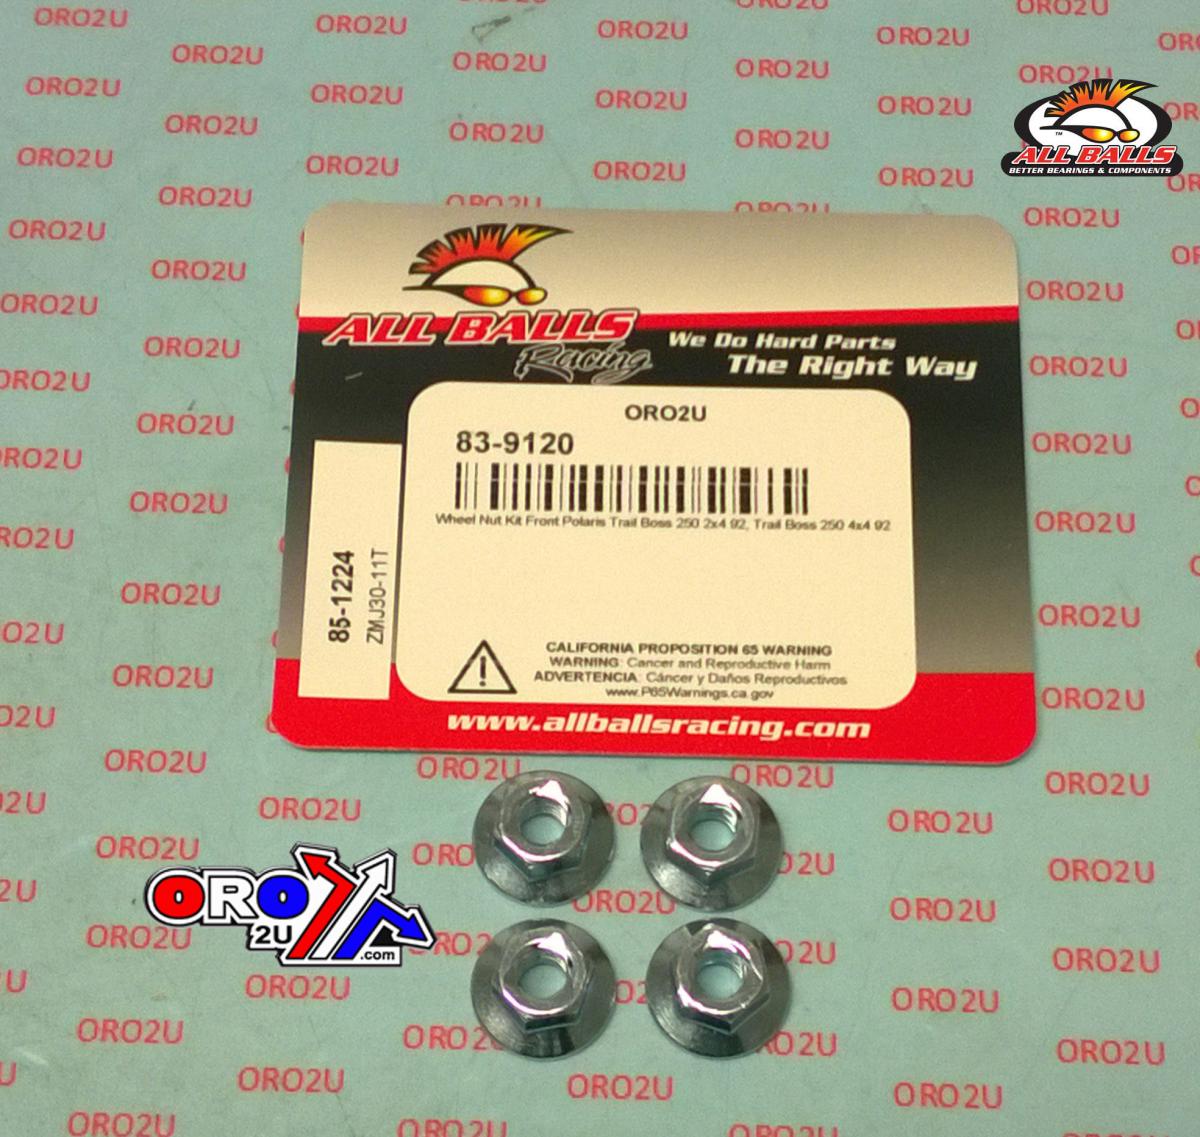 ALL BALLS
BETTER BEARINGS & COMPONENTS
TM
ALL BALLS
Racing
We Do Hard Parts
The Right Way
ORO2U
83-9120
Wheel Nut Kit Front Polaris Trail Boss 250 2x4 92, Trail Boss 250 4x4 92
85-1224
ZMJ30-11T
CALIFORNIA PROPOSITION 65 WARNING
WARNING: Cancer and Reproductive Harm
ADVERTENCIA: Cáncer y Daños Reproductivos
www.P65Warnings.ca.gov
www.allballsracing.com
ORO
2U
.com
ORO2U